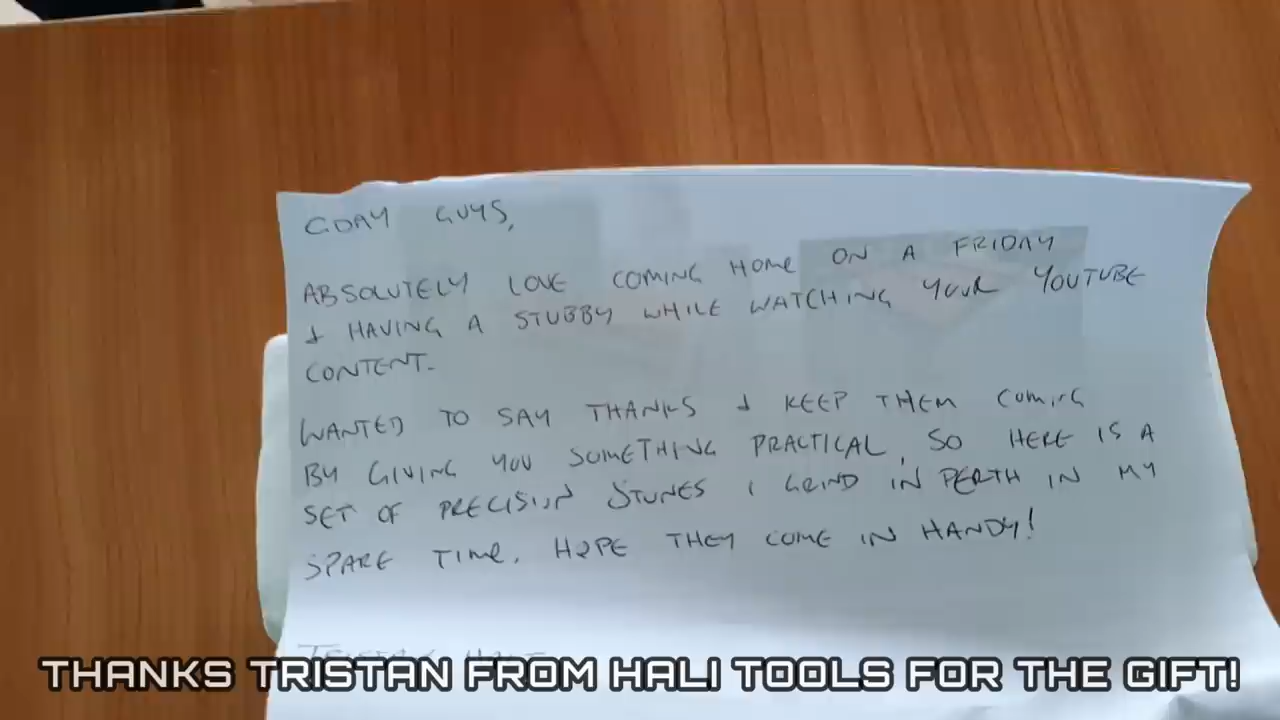 GDAY GUYS,
ABSOLUTELY LOVE COMING HOME ON A FRIDAY
& HAVING A STUBBY WHILE WATCHING YOUR YOUTUBE
CONTENT.
WANTED TO SAY THANKS & KEEP THEM COMING
BY GIVING YOU SOMETHING PRACTICAL, SO HERE IS A
SET OF PRECISION STONES I GRIND IN PERTH IN MY
SPARE TIME. HOPE THEY COME IN HANDY!
TRISTAN
THANKS TRISTAN FROM HALI TOOLS FOR THE GIFT!